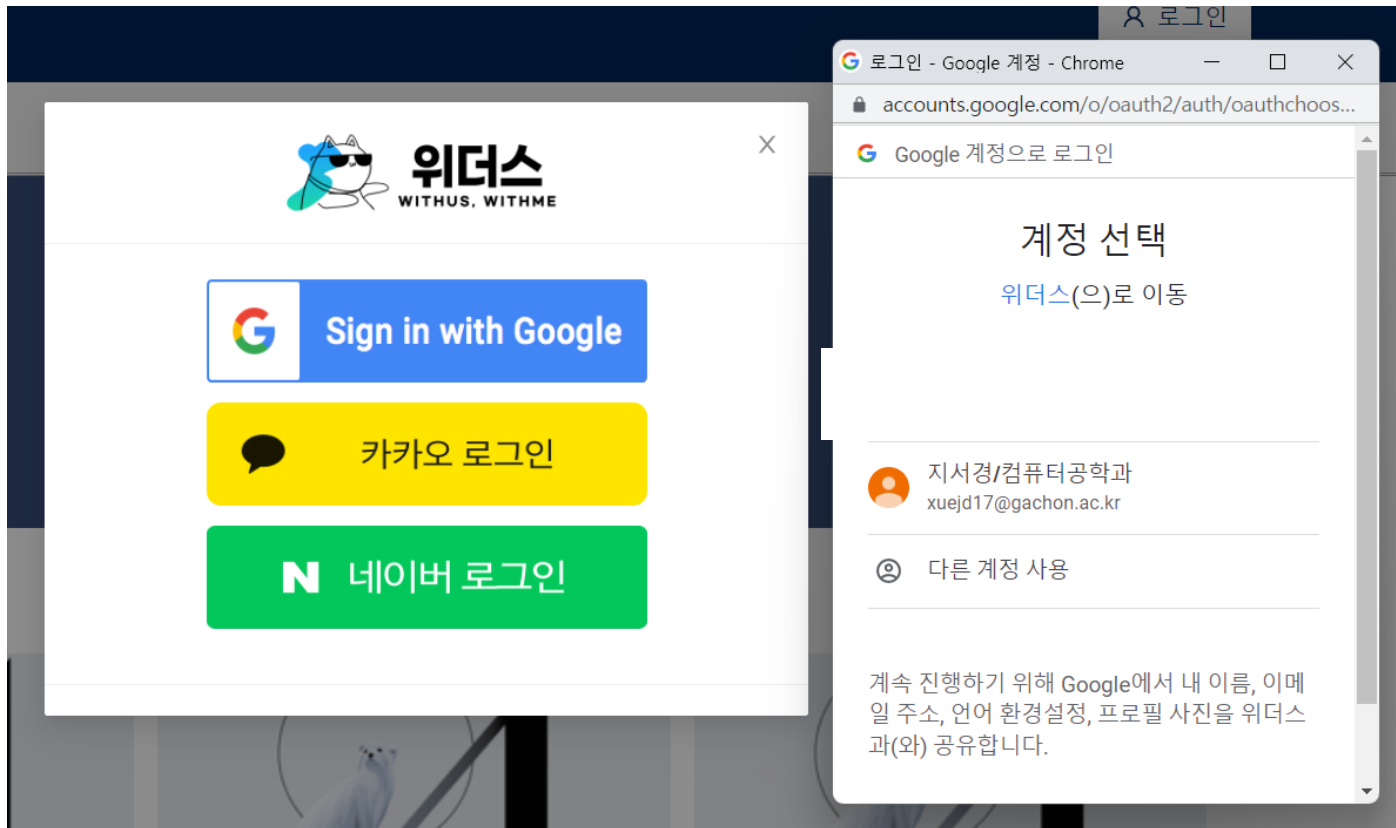 로그인
위더스
WITHUS, WITHME
X
Sign in with Google
카카오 로그인
N 네이버 로그인
로그인 - Google 계정 - Chrome
accounts.google.com/o/oauth2/auth/oauthchoos...
Google 계정으로 로그인
계정 선택
위더스(으)로 이동
지서경/컴퓨터공학과
xuejd17@gachon.ac.kr
다른 계정 사용
계속 진행하기 위해 Google에서 내 이름, 이메
일 주소, 언어 환경설정, 프로필 사진을 위더스
과(와) 공유합니다.